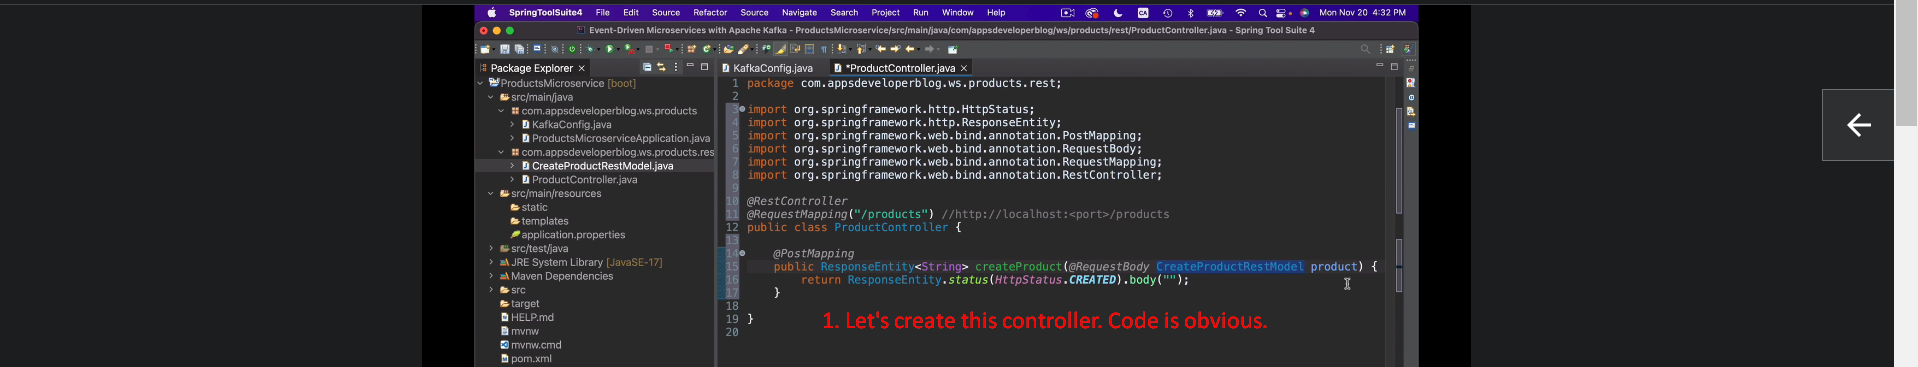 SpringToolSuite4 File Edit Source Refactor Source Navigate Search Project Run Window Help CA Mon Nov 20 4:32 PM
Event-Driven Microservices with Apache Kafka - ProductsMicroservice/src/main/java/com/appsdeveloperblog/ws/products/rest/ProductController.java - Spring Tool Suite 4
Package Explorer
ProductsMicroservice [boot]
src/main/java
com.appsdeveloperblog.ws.products
KafkaConfig.java
ProductsMicroserviceApplication.java
com.appsdeveloperblog.ws.products.res
CreateProductRestModel.java
ProductController.java
src/main/resources
static
templates
application.properties
src/test/java
JRE System Library [JavaSE-17]
Maven Dependencies
src
target
HELP.md
mvnw
mvnw.cmd
pom.xml
KafkaConfig.java *ProductController.java
1 package com.appsdeveloperblog.ws.products.rest;
2
3 import org.springframework.http.HttpStatus;
4 import org.springframework.http.ResponseEntity;
5 import org.springframework.web.bind.annotation.PostMapping;
6 import org.springframework.web.bind.annotation.RequestBody;
7 import org.springframework.web.bind.annotation.RequestMapping;
8 import org.springframework.web.bind.annotation.RestController;
9
10 @RestController
11 @RequestMapping("/products") //http://localhost:<port>/products
12 public class ProductController {
13
14 @PostMapping
15 public ResponseEntity<String> createProduct(@RequestBody CreateProductRestModel product) {
16 return ResponseEntity.status(HttpStatus.CREATED).body("");
17 }
18
19 }
20
1. Let's create this controller. Code is obvious.